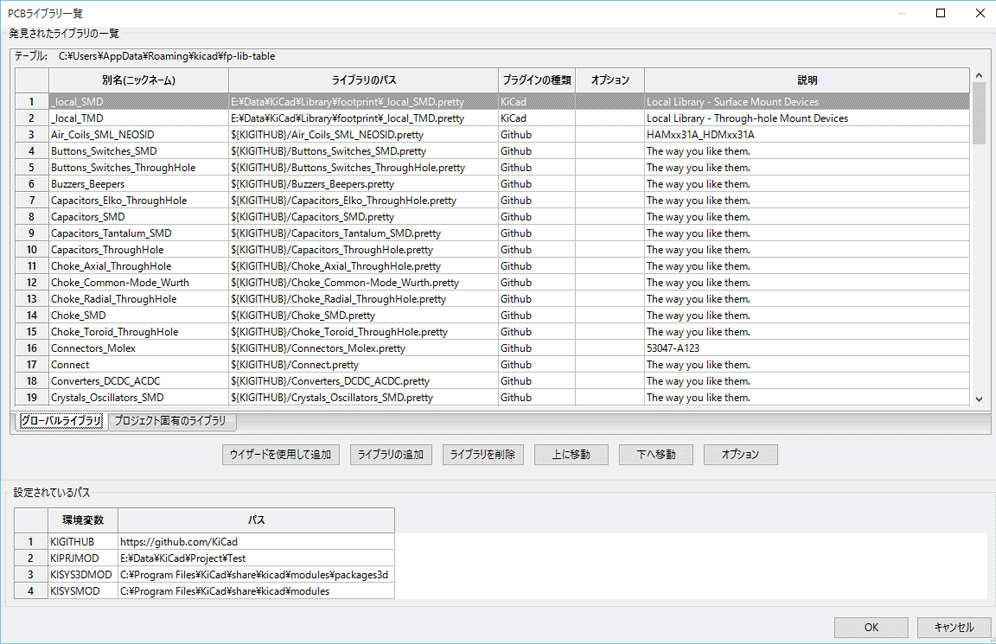 PCBライブラリ一覧
発見されたライブラリの一覧
テーブル: C:¥Users¥AppData¥Roaming¥kicad¥fp-lib-table
別名(ニックネーム) ライブラリのパス プラグインの種類 オプション 説明
1 _local_SMD E:¥Data¥KiCad¥Library¥footprint¥_local_SMD.pretty KiCad Local Library - Surface Mount Devices
2 _local_TMD E:¥Data¥KiCad¥Library¥footprint¥_local_TMD.pretty KiCad Local Library - Through-hole Mount Devices
3 Air_Coils_SML_NEOSID ${KIGITHUB}/Air_Coils_SML_NEOSID.pretty Github HAMxx31A_HDMxx31A
4 Buttons_Switches_SMD ${KIGITHUB}/Buttons_Switches_SMD.pretty Github The way you like them.
5 Buttons_Switches_ThroughHole ${KIGITHUB}/Buttons_Switches_ThroughHole.pretty Github The way you like them.
6 Buzzers_Beepers ${KIGITHUB}/Buzzers_Beepers.pretty Github The way you like them.
7 Capacitors_Elko_ThroughHole ${KIGITHUB}/Capacitors_Elko_ThroughHole.pretty Github The way you like them.
8 Capacitors_SMD ${KIGITHUB}/Capacitors_SMD.pretty Github The way you like them.
9 Capacitors_Tantalum_SMD ${KIGITHUB}/Capacitors_Tantalum_SMD.pretty Github The way you like them.
10 Capacitors_ThroughHole ${KIGITHUB}/Capacitors_ThroughHole.pretty Github The way you like them.
11 Choke_Axial_ThroughHole ${KIGITHUB}/Choke_Axial_ThroughHole.pretty Github The way you like them.
12 Choke_Common-Mode_Wurth ${KIGITHUB}/Choke_Common-Mode_Wurth.pretty Github The way you like them.
13 Choke_Radial_ThroughHole ${KIGITHUB}/Choke_Radial_ThroughHole.pretty Github The way you like them.
14 Choke_SMD ${KIGITHUB}/Choke_SMD.pretty Github The way you like them.
15 Choke_Toroid_ThroughHole ${KIGITHUB}/Choke_Toroid_ThroughHole.pretty Github The way you like them.
16 Connectors_Molex ${KIGITHUB}/Connectors_Molex.pretty Github 53047-A123
17 Connect ${KIGITHUB}/Connect.pretty Github The way you like them.
18 Converters_DCDC_ACDC ${KIGITHUB}/Converters_DCDC_ACDC.pretty Github The way you like them.
19 Crystals_Oscillators_SMD ${KIGITHUB}/Crystals_Oscillators_SMD.pretty Github The way you like them.
グローバルライブラリ プロジェクト固有のライブラリ
ウイザードを使用して追加 ライブラリの追加 ライブラリを削除 上に移動 下へ移動 オプション
設定されているパス
環境変数 パス
1 KIGITHUB https://github.com/KiCad
2 KIPRJMOD E:¥Data¥KiCad¥Project¥Test
3 KISYS3DMOD C:¥Program Files¥KiCad¥share¥kicad¥modules¥packages3d
4 KISYSMOD C:¥Program Files¥KiCad¥share¥kicad¥modules
OK キャンセル